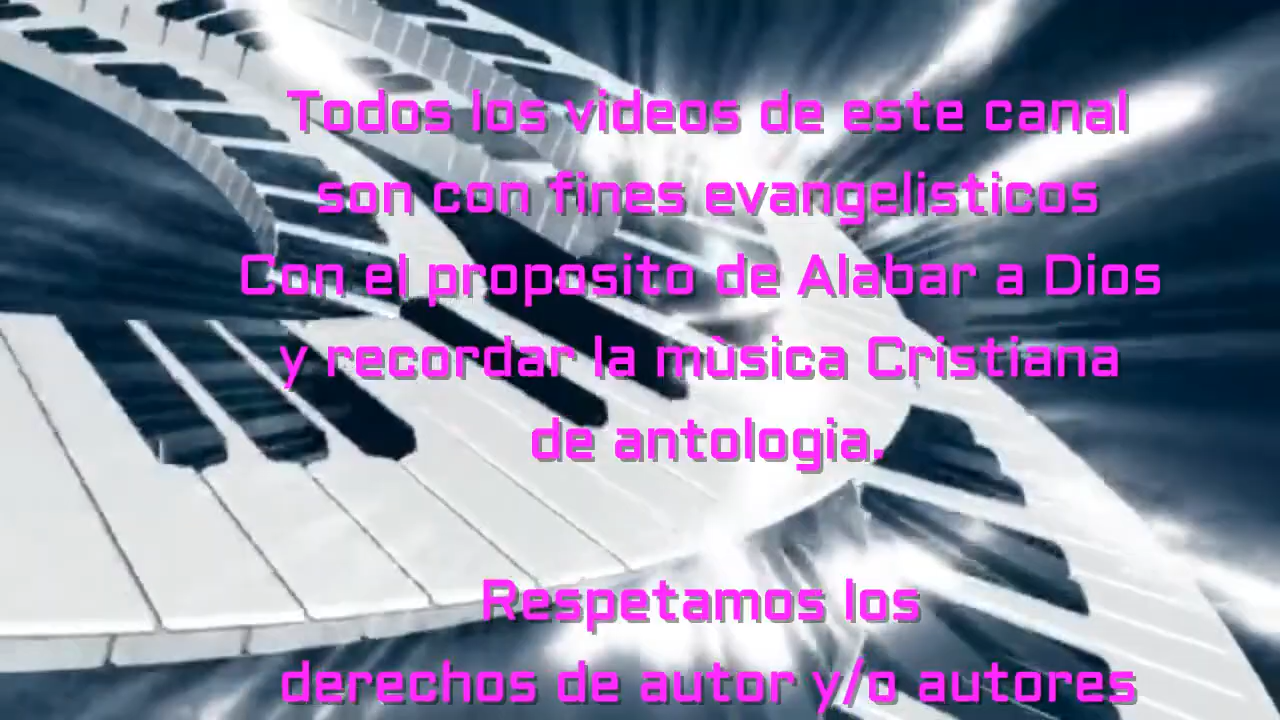 Todos los videos de este canal
son con fines evangelisticos
Con el proposito de Alabar a Dios
y recordar la mùsica Cristiana
de antologia.
Respetamos los
derechos de autor y/o autores